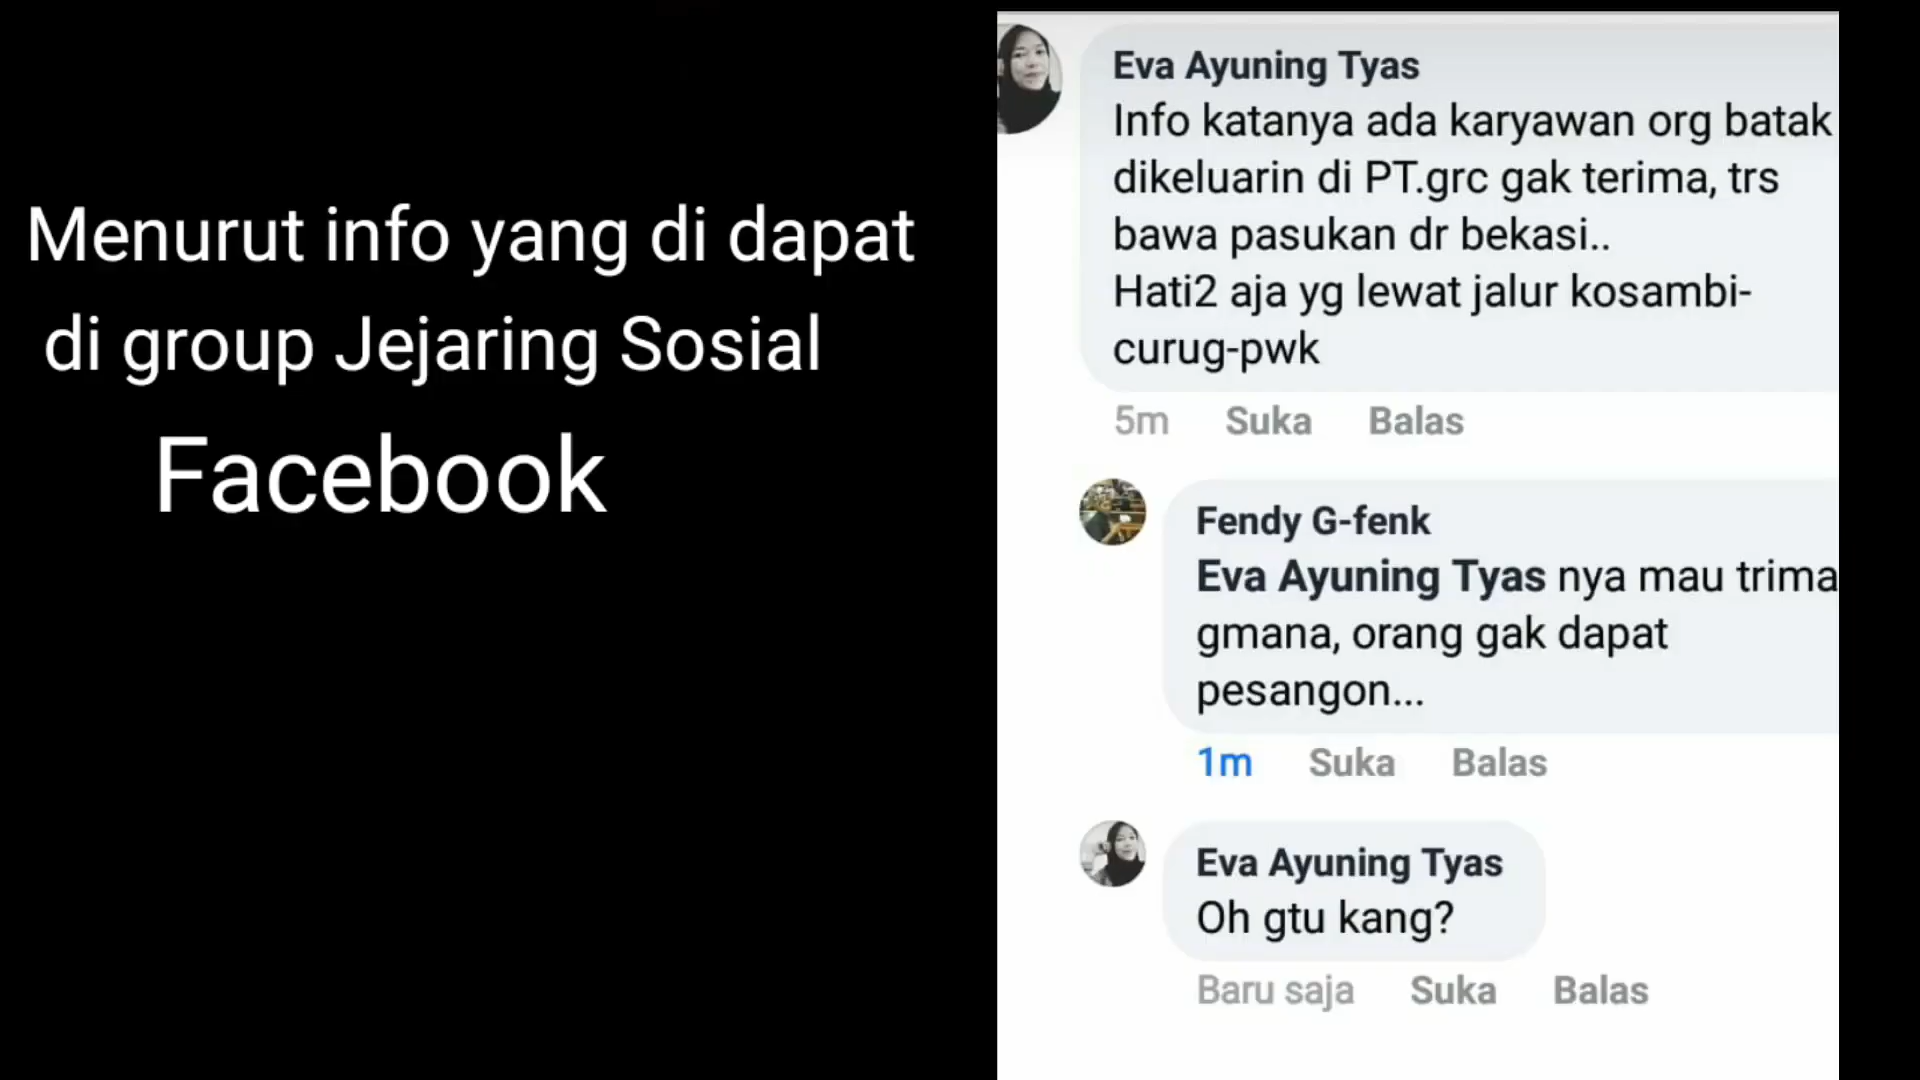 Menurut info yang di dapat
di group Jejaring Sosial
Facebook
Eva Ayuning Tyas
Info katanya ada karyawan org batak
dikeluarin di PT.grc gak terima, trs
bawa pasukan dr bekasi..
Hati2 aja yg lewat jalur kosambi-
curug-pwk
5m Suka Balas
Fendy G-fenk
Eva Ayuning Tyas nya mau trima
gmana, orang gak dapat
pesangon...
1m Suka Balas
Eva Ayuning Tyas
Oh gtu kang?
Baru saja Suka Balas